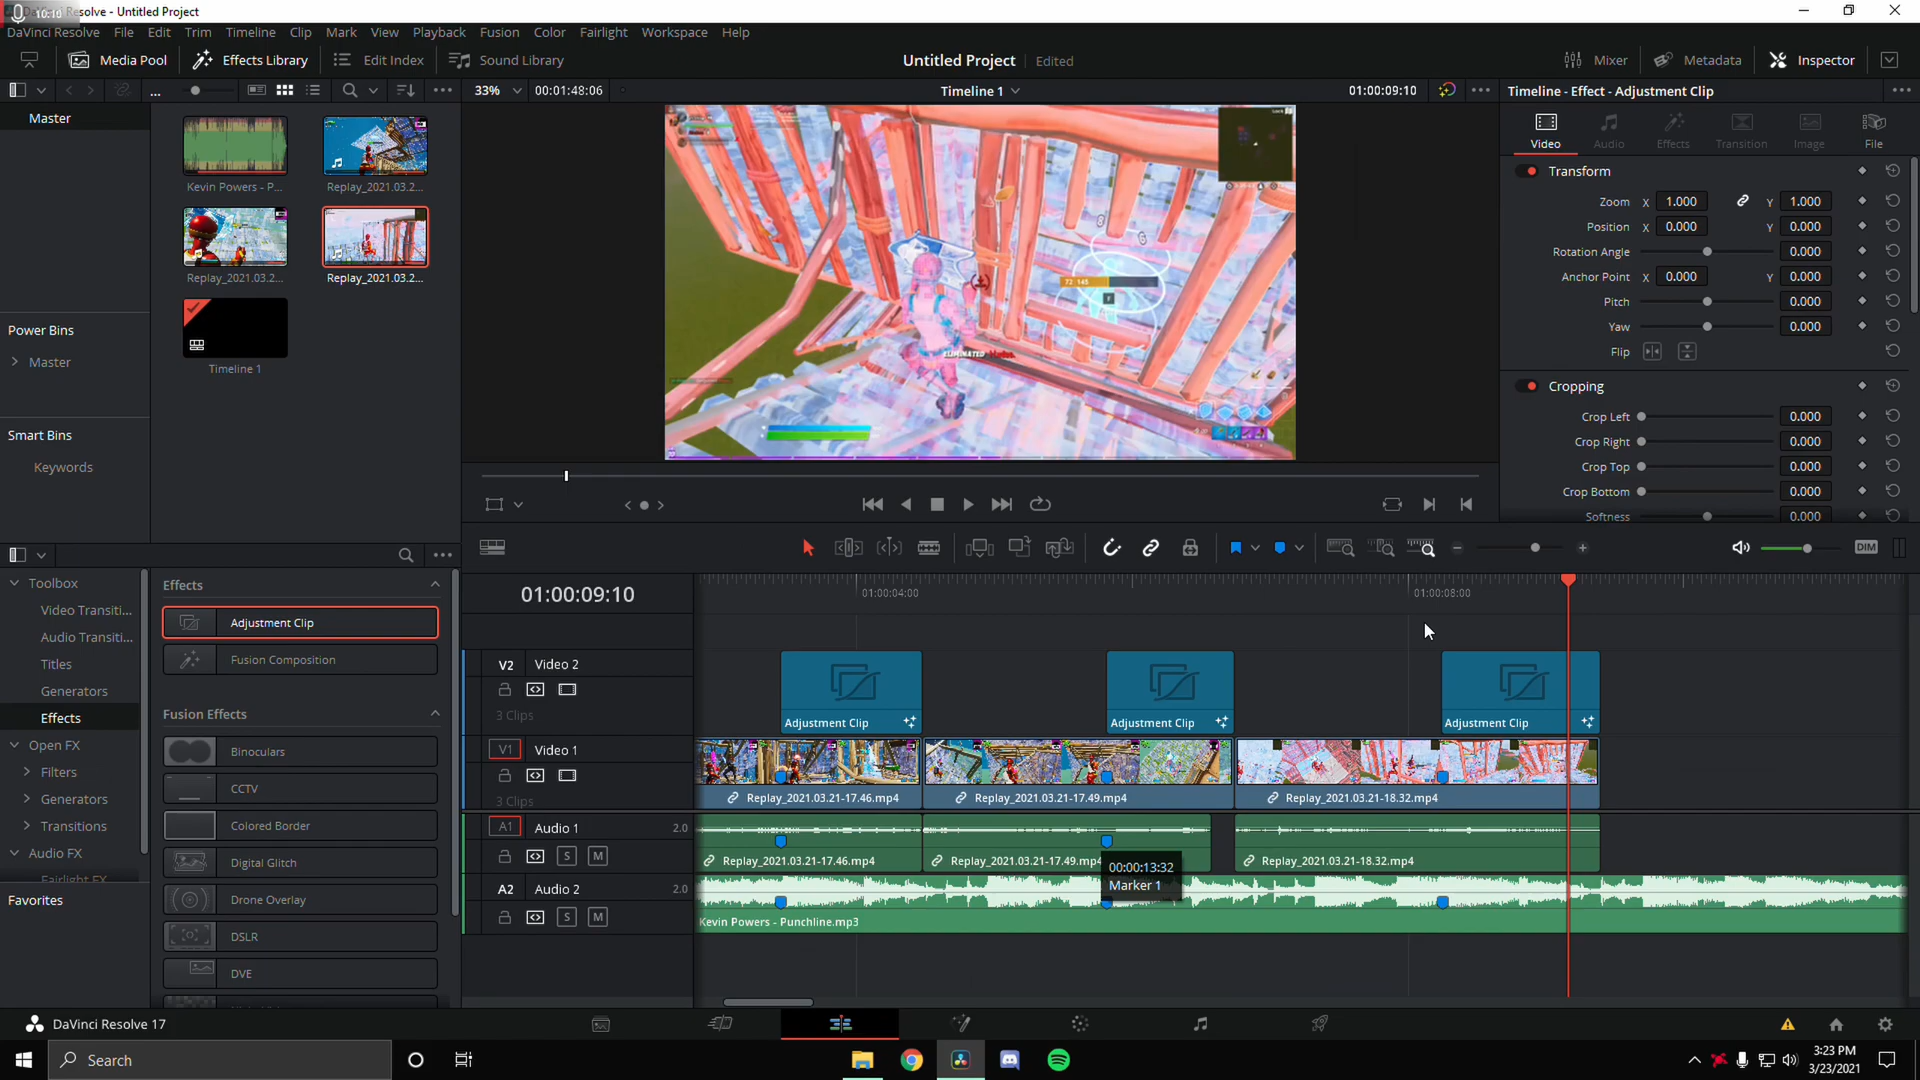 10:10
Resolve - Untitled Project
DaVinci Resolve File Edit Trim Timeline Clip Mark View Playback Fusion Color Fairlight Workspace Help
Media Pool Effects Library Edit Index Sound Library
Untitled Project Edited
Mixer Metadata Inspector
33% 00:01:48:06 Timeline 1 01:00:09:10
Timeline - Effect - Adjustment Clip
Master
Kevin Powers - P...
Replay_2021.03.2...
Replay_2021.03.2...
Replay_2021.03.2...
Timeline 1
Power Bins
Master
Smart Bins
Keywords
72 145
ELIMINATED
Video Audio Effects Transition Image File
Transform
Zoom X 1.000 Y 1.000
Position X 0.000 Y 0.000
Rotation Angle 0.000
Anchor Point X 0.000 Y 0.000
Pitch 0.000
Yaw 0.000
Flip
Cropping
Crop Left 0.000
Crop Right 0.000
Crop Top 0.000
Crop Bottom 0.000
Softness 0.000
Toolbox
Video Transiti...
Audio Transiti...
Titles
Generators
Effects
Open FX
Filters
Generators
Transitions
Audio FX
Fairlight FX
Favorites
Effects
Adjustment Clip
Fusion Composition
Fusion Effects
Binoculars
CCTV
Colored Border
Digital Glitch
Drone Overlay
DSLR
DVE
DIM
01:00:09:10
01:00:04:00
01:00:08:00
V2 Video 2
3 Clips
Adjustment Clip
Adjustment Clip
Adjustment Clip
V1 Video 1
3 Clips
Replay_2021.03.21-17.46.mp4
Replay_2021.03.21-17.49.mp4
Replay_2021.03.21-18.32.mp4
A1 Audio 1 2.0
S M
Replay_2021.03.21-17.46.mp4
Replay_2021.03.21-17.49.mp4
Replay_2021.03.21-18.32.mp4
00:00:13:32
Marker 1
A2 Audio 2 2.0
S M
Kevin Powers - Punchline.mp3
DaVinci Resolve 17
Search
3:23 PM
3/23/2021